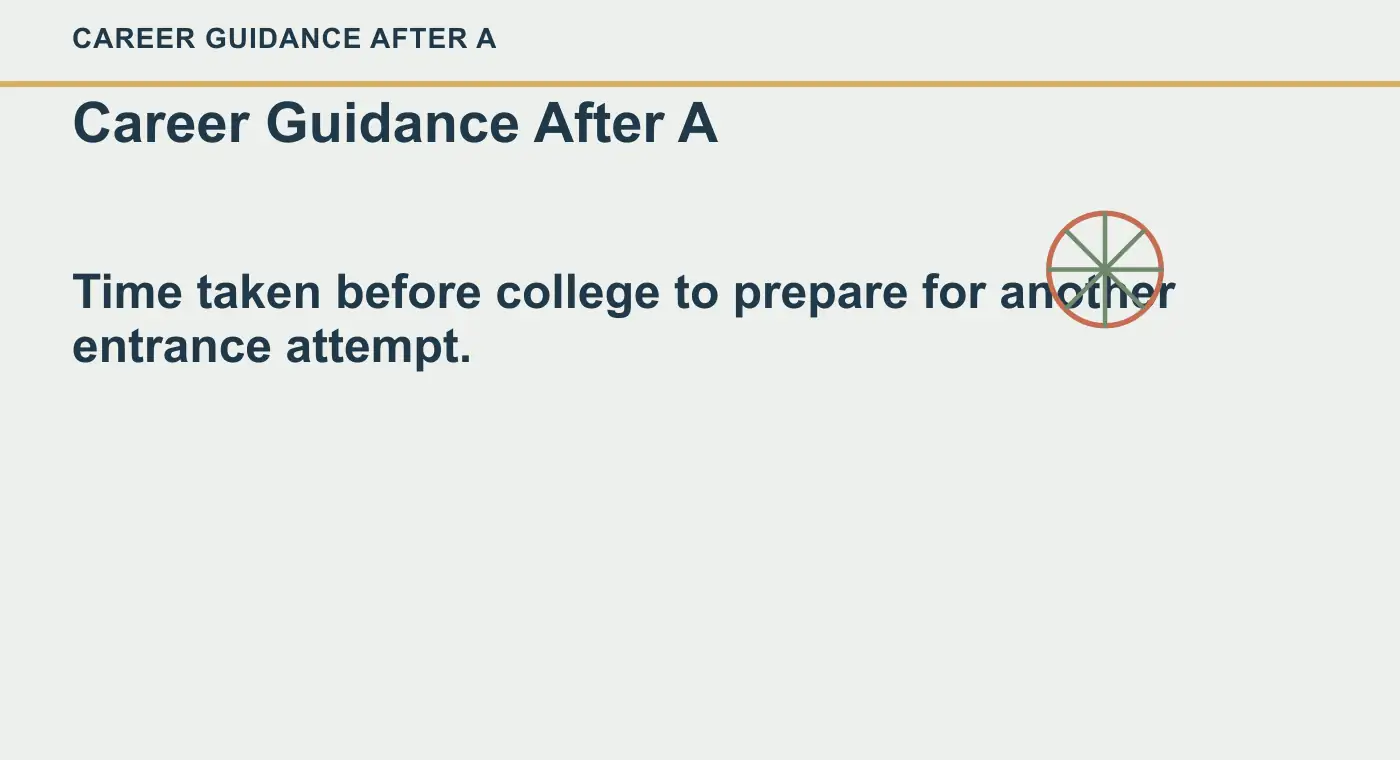 CAREER GUIDANCE AFTER A
Career Guidance After A
Time taken before college to prepare for another
entrance attempt.